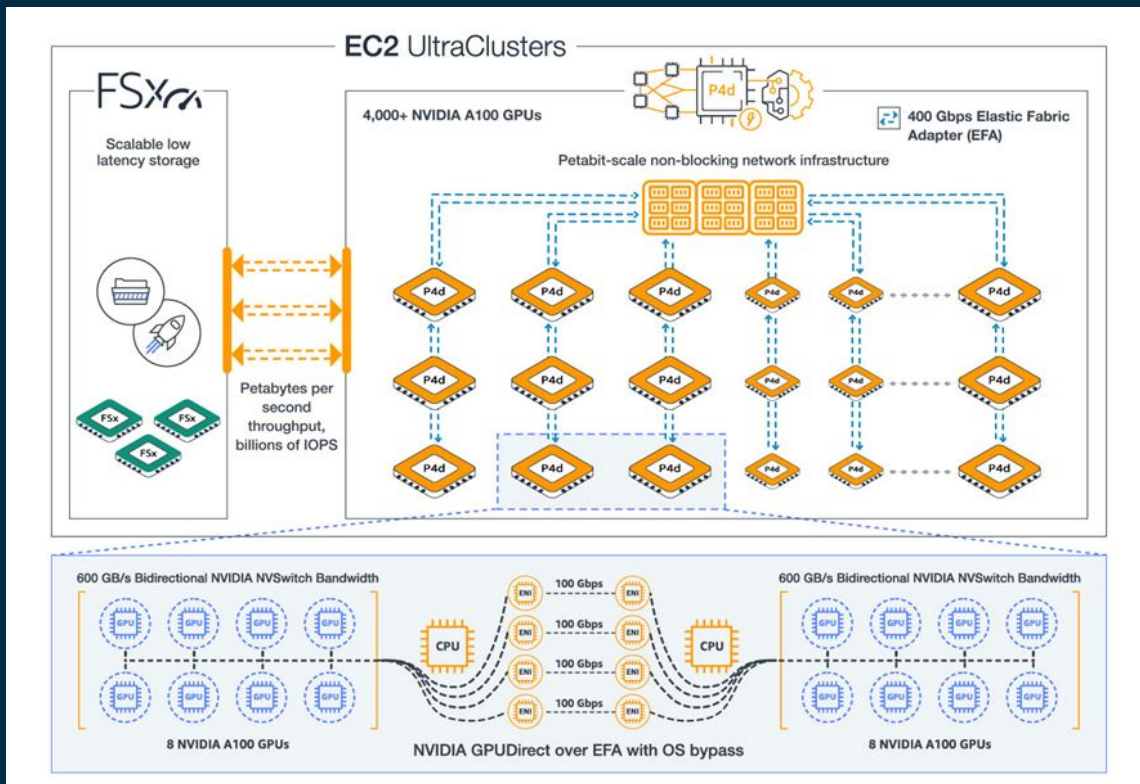 EC2 UltraClusters
FSx
Scalable low
latency storage
FSx
FSx
FSx
Petabytes per
second
throughput,
billions of IOPS
4,000+ NVIDIA A100 GPUs
P4d
400 Gbps Elastic Fabric
Adapter (EFA)
Petabit-scale non-blocking network infrastructure
P4d P4d P4d P4d P4d P4d
P4d P4d P4d P4d P4d P4d
P4d P4d P4d P4d P4d P4d
600 GB/s Bidirectional NVIDIA NVSwitch Bandwidth
GPU GPU GPU GPU
GPU GPU GPU GPU
8 NVIDIA A100 GPUs
CPU
ENI 100 Gbps ENI
ENI 100 Gbps ENI
ENI 100 Gbps ENI
ENI 100 Gbps ENI
CPU
NVIDIA GPUDirect over EFA with OS bypass
600 GB/s Bidirectional NVIDIA NVSwitch Bandwidth
GPU GPU GPU GPU
GPU GPU GPU GPU
8 NVIDIA A100 GPUs